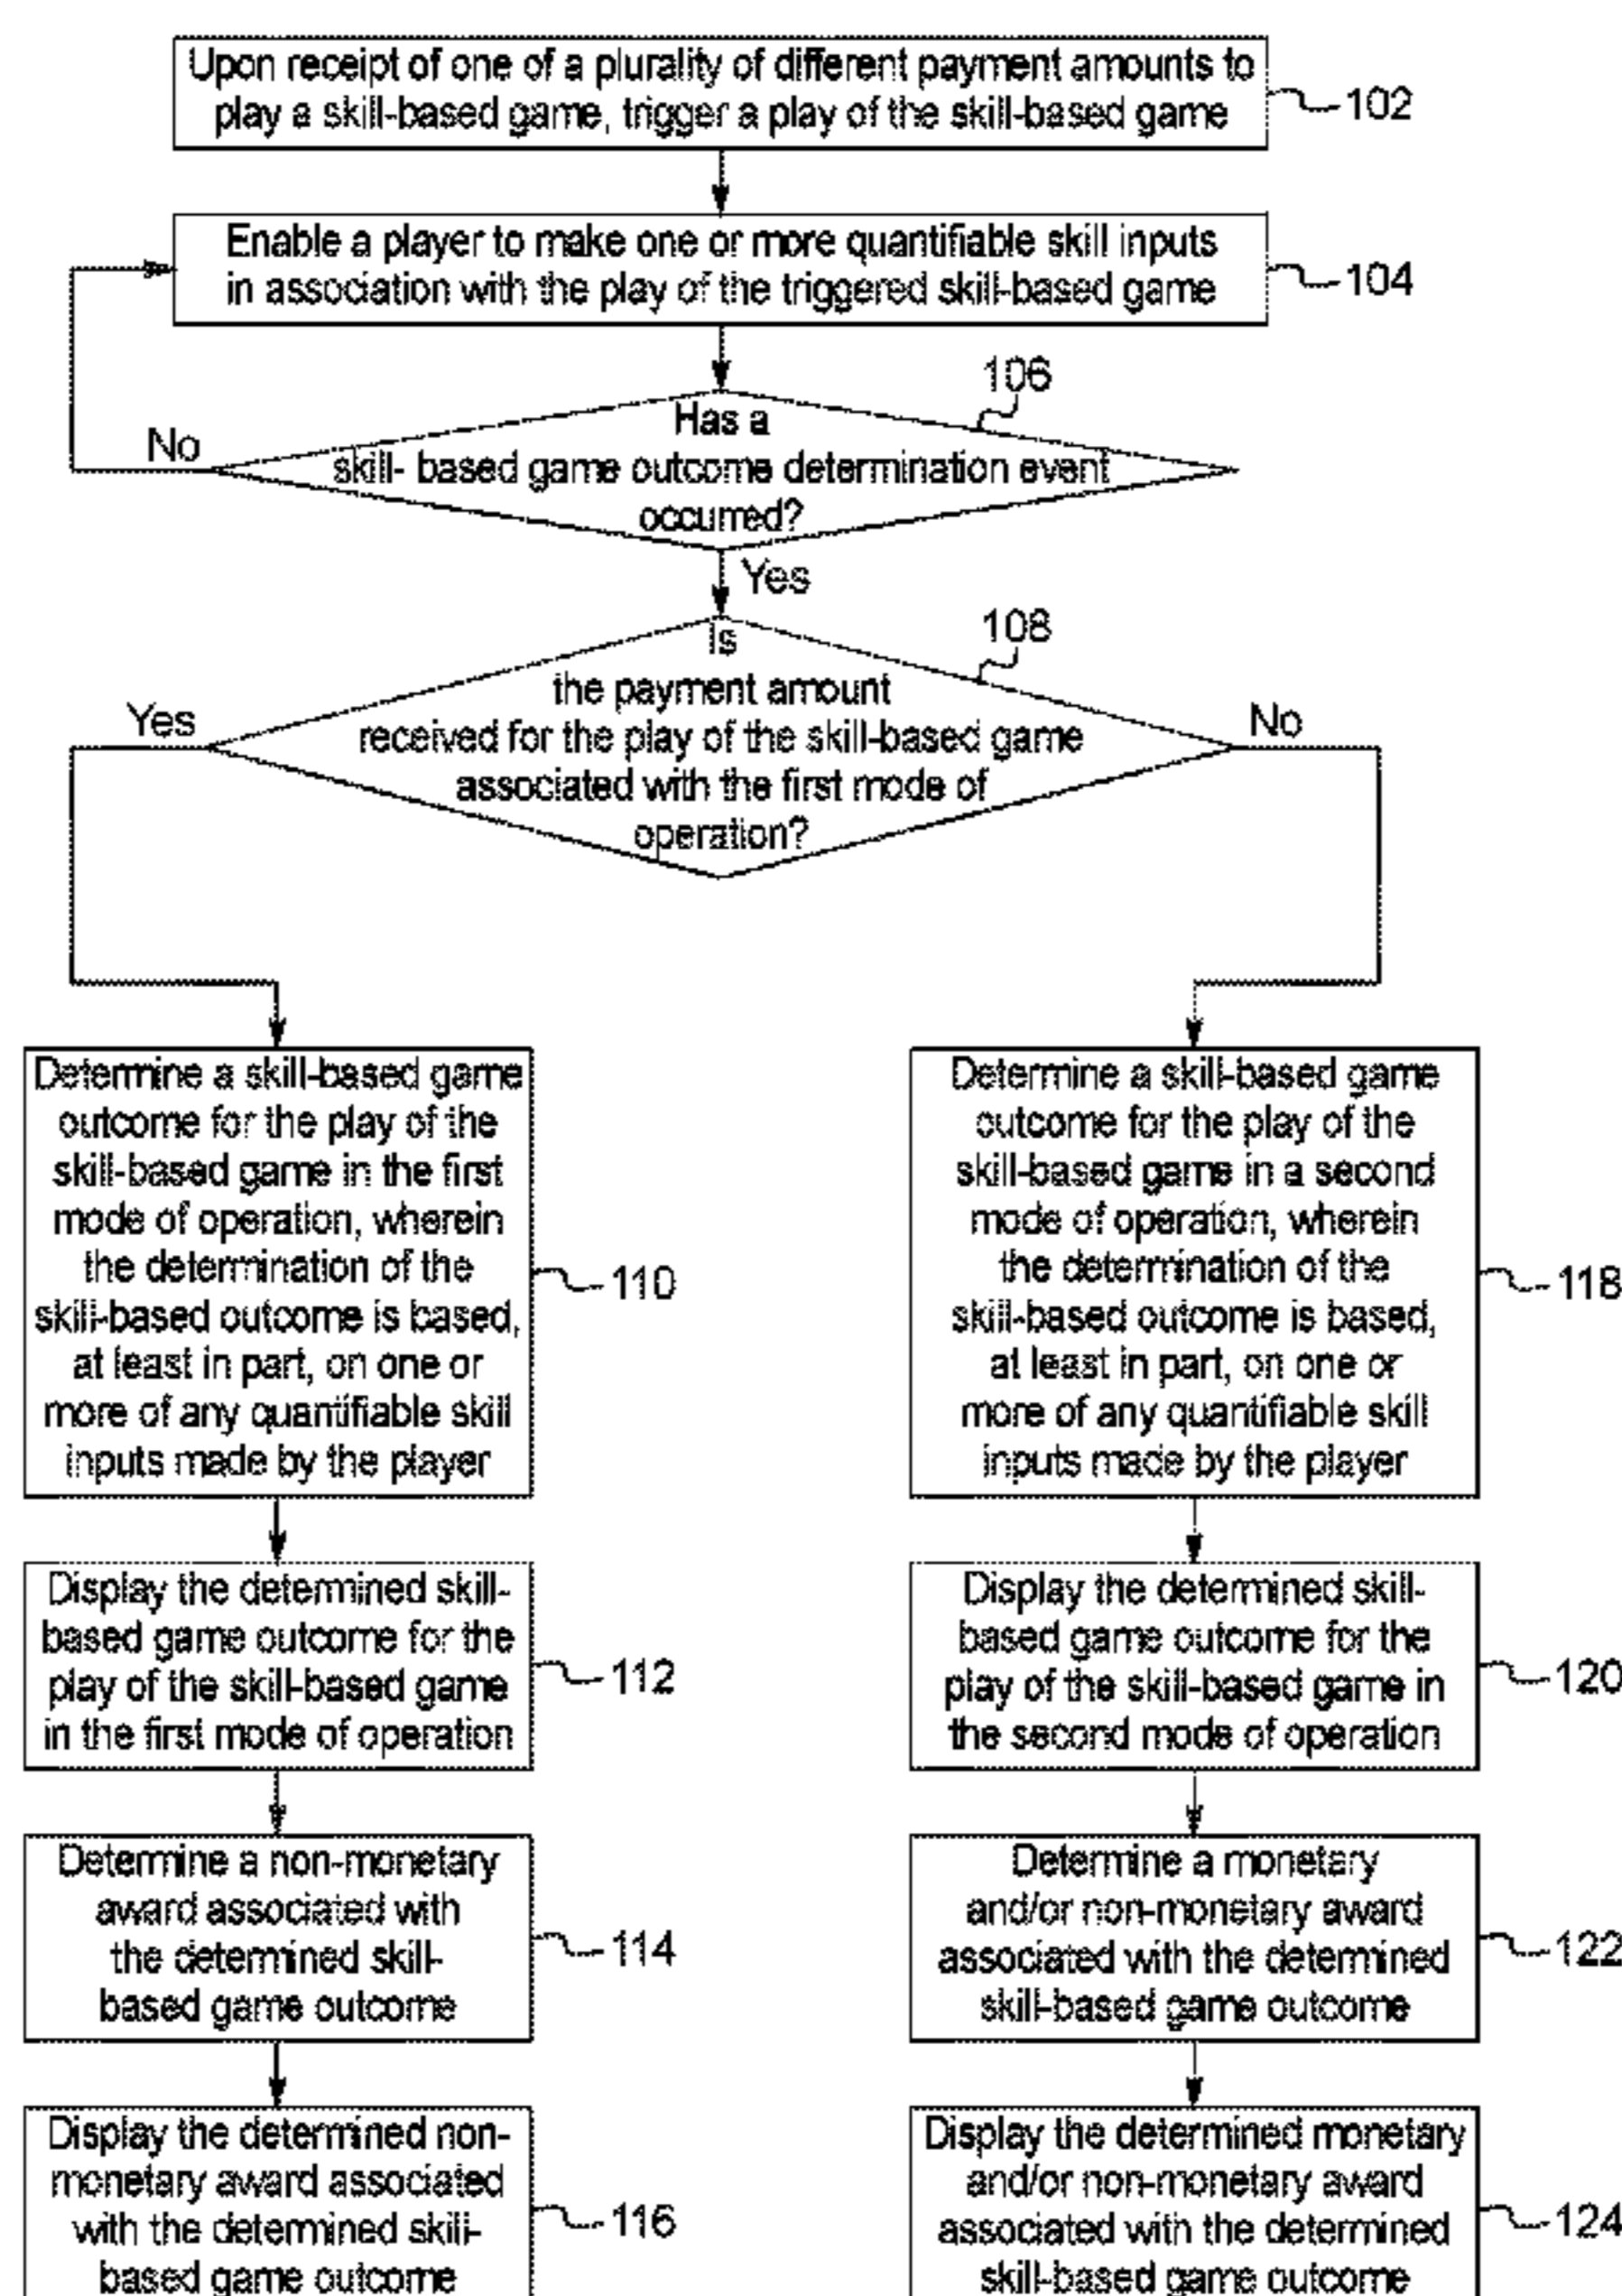 Upon receipt of one of a plurality of different payment amounts to
play a skill-based game, trigger a play of the skill-based game
102
Enable a player to make one or more quantifiable skill inputs
in association with the play of the triggered skill-based game
104
106
Has a
skill- based game outcome determination event
occurred?
No
Yes
108
Is
the payment amount
received for the play of the skill-based game
associated with the first mode of
operation?
Yes
No
Determine a skill-based game
outcome for the play of the
skill-based game in the first
mode of operation, wherein
the determination of the
skill-based outcome is based,
at least in part, on one or
more of any quantifiable skill
inputs made by the player
110
Determine a skill-based game
outcome for the play of the
skill-based game in a second
mode of operation, wherein
the determination of the
skill-based outcome is based,
at least in part, on one or
more of any quantifiable skill
inputs made by the player
118
Display the determined skill-
based game outcome for the
play of the skill-based game
in the first mode of operation
112
Display the determined skill-
based game outcome for the
play of the skill-based game in
the second mode of operation
120
Determine a non-monetary
award associated with
the determined skill-
based game outcome
114
Determine a monetary
and/or non-monetary award
associated with the determined
skill-based game outcome
122
Display the determined non-
monetary award associated
with the determined skill-
based game outcome
116
Display the determined monetary
and/or non-monetary award
associated with the determined
skill-based game outcome
124